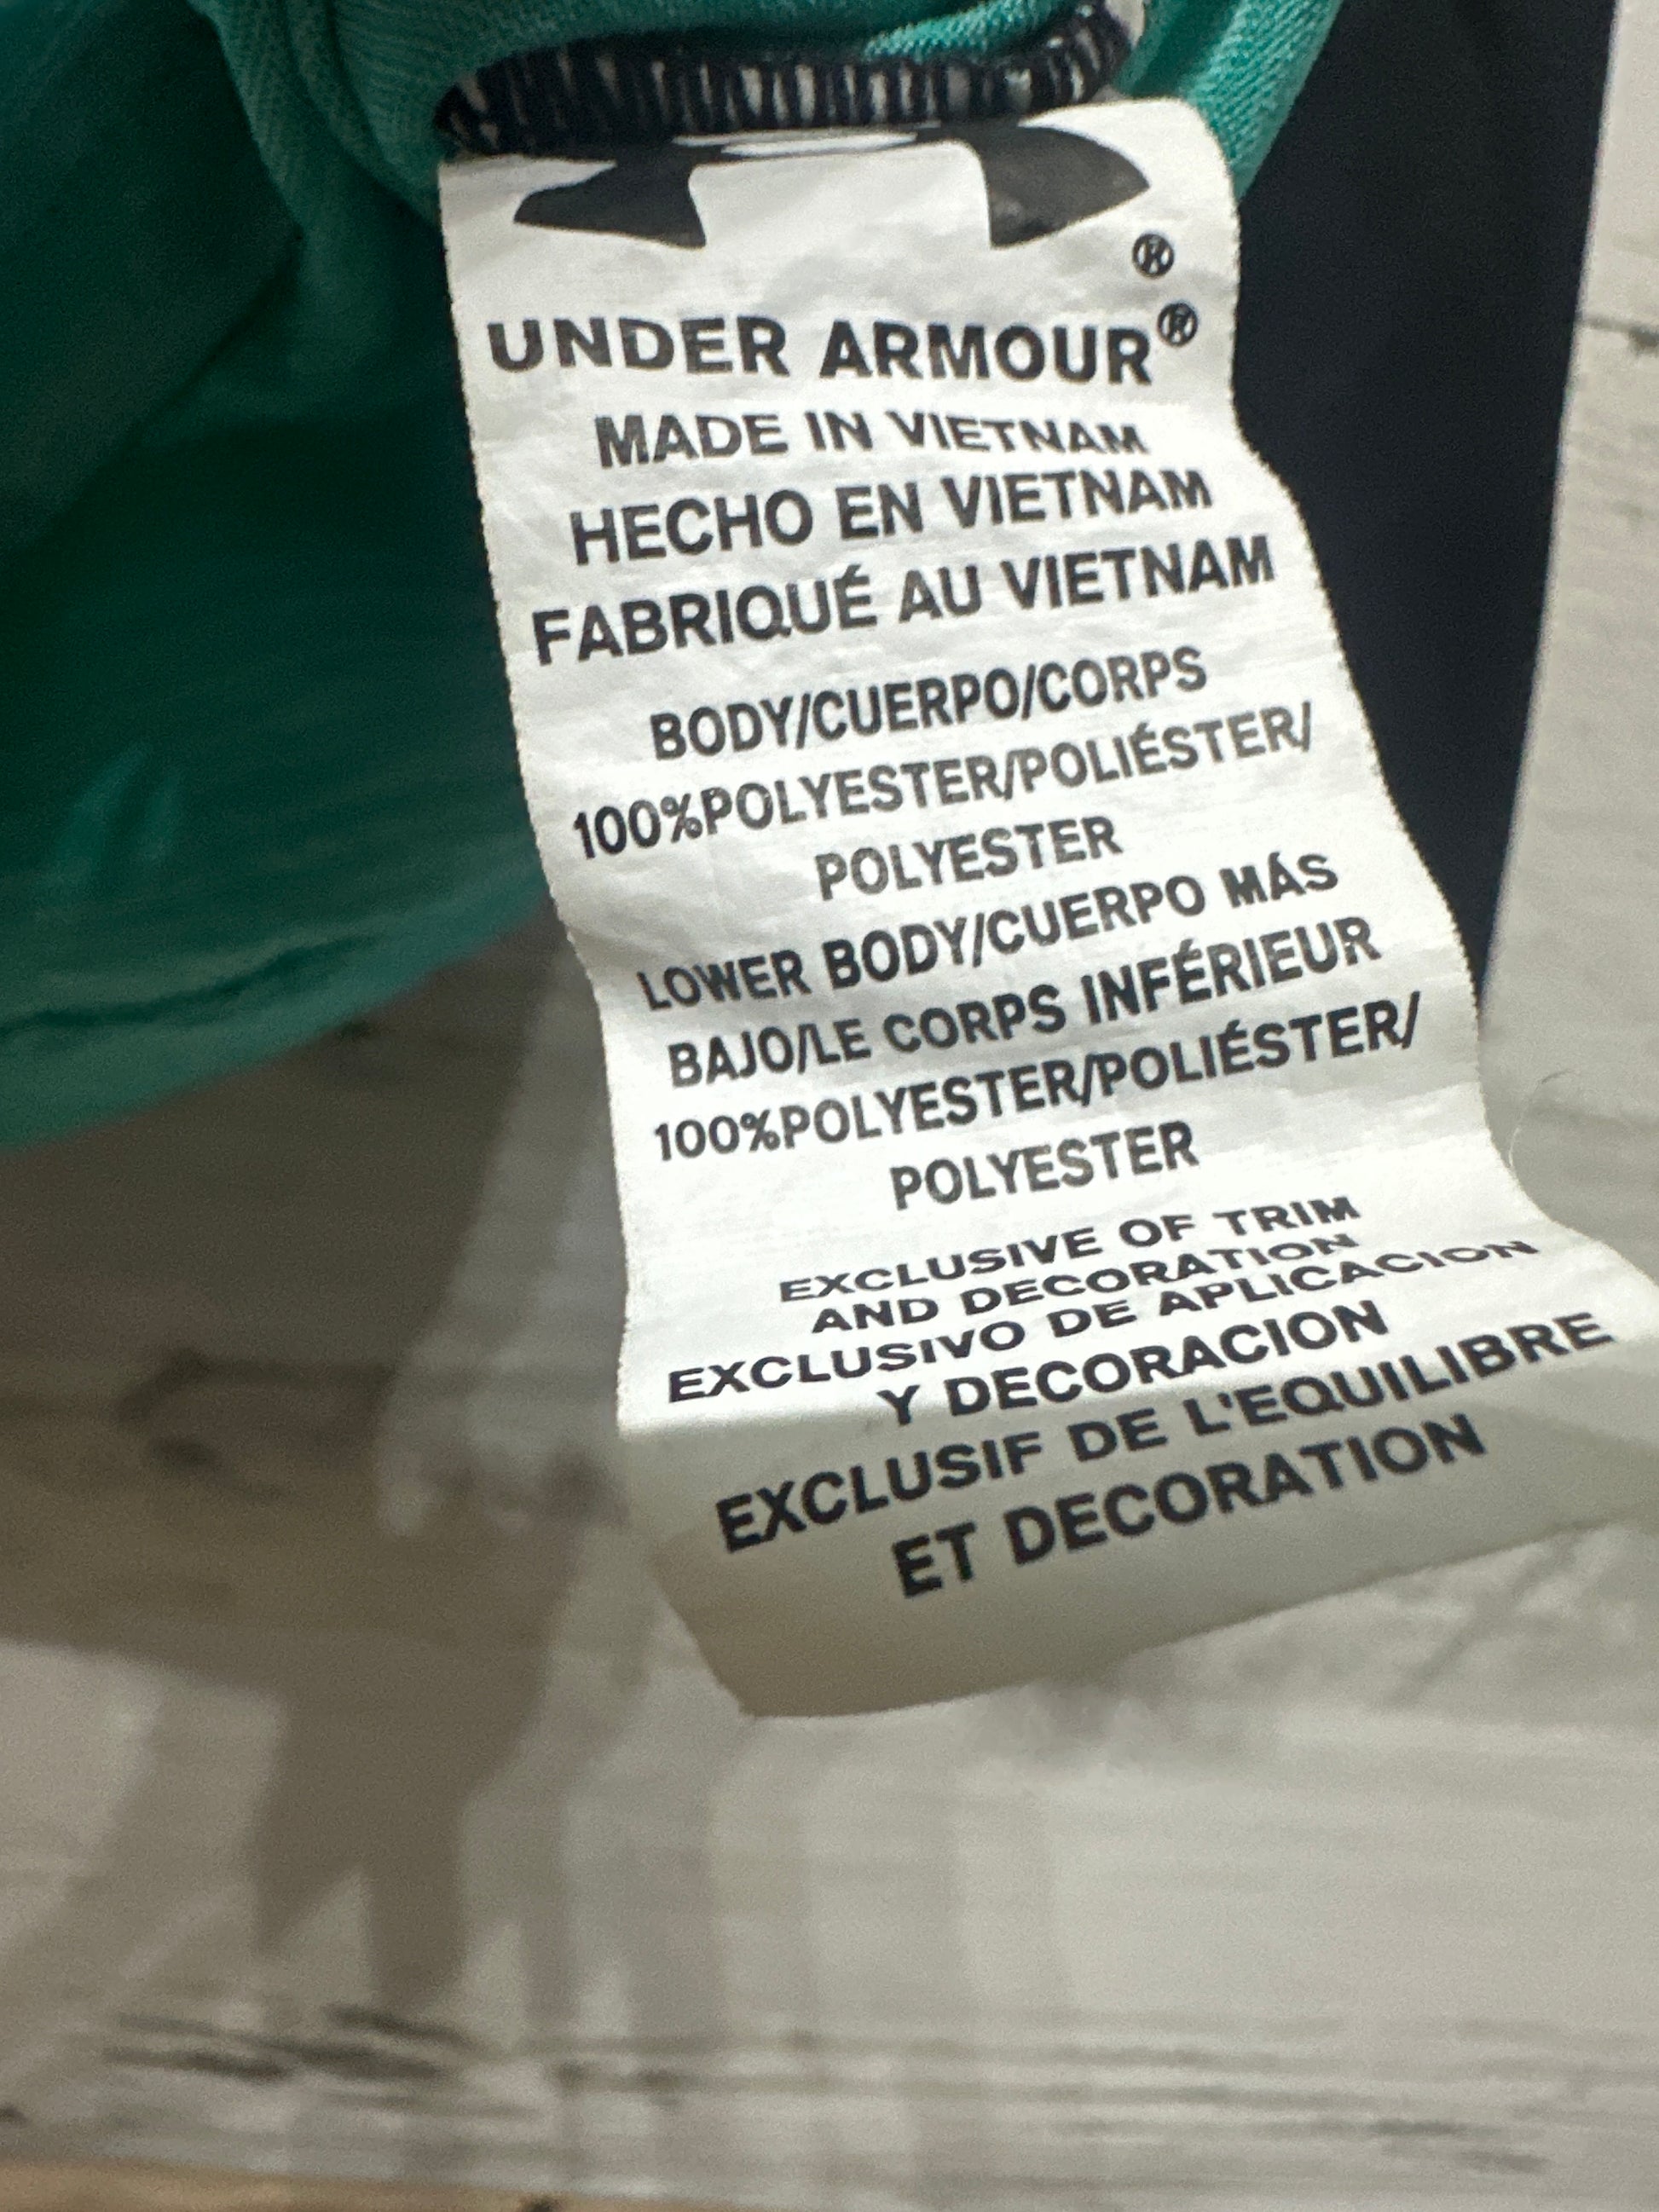 ®
UNDER ARMOUR®
MADE IN VIETNAM
HECHO EN VIETNAM
FABRIQUÉ AU VIETNAM
BODY/CUERPO/CORPS
100%POLYESTER/POLIÉSTER/
POLYESTER
LOWER BODY/CUERPO MÁS
BAJO/LE CORPS INFÉRIEUR
100%POLYESTER/POLIÉSTER/
POLYESTER
EXCLUSIVE OF TRIM
AND DECORATION
EXCLUSIVO DE APLICACION
Y DECORACION
EXCLUSIF DE L'EQUILIBRE
ET DECORATION